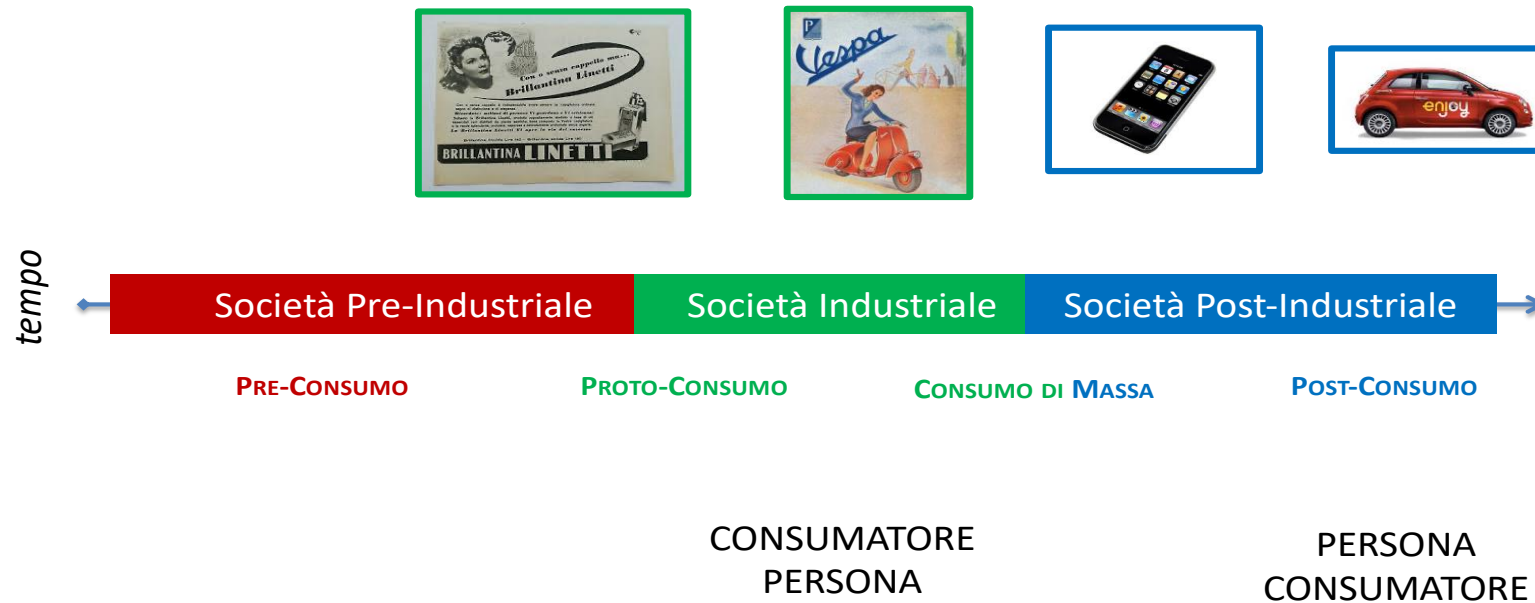 Con o senza cappello ma...
Brillantina Linetti
BRILLANTINA LINETTI
P
Vespa
enjoy
tempo
Società Pre-Industriale
Società Industriale
Società Post-Industriale
PRE-CONSUMO
PROTO-CONSUMO
CONSUMO DI MASSA
POST-CONSUMO
CONSUMATORE
PERSONA
PERSONA
CONSUMATORE